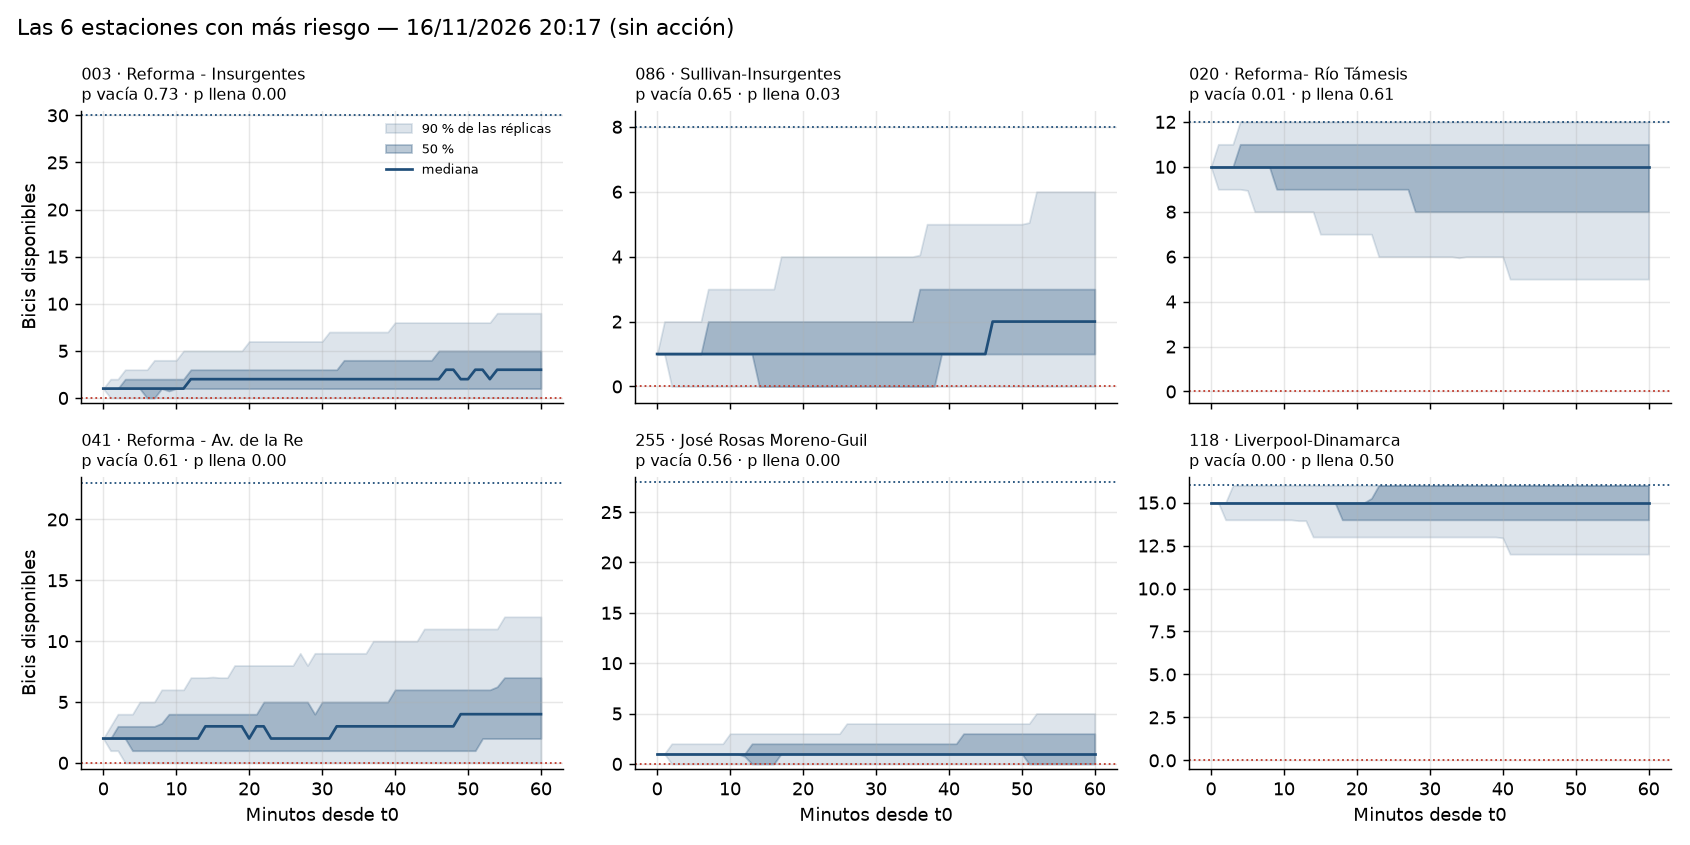 Las 6 estaciones con más riesgo — 16/11/2026 20:17 (sin acción)
003 · Reforma - Insurgentes
p vacía 0.73 · p llena 0.00
30
25
20
15
10
5
0
Bicis disponibles
90 % de las réplicas
50 %
mediana
086 · Sullivan-Insurgentes
p vacía 0.65 · p llena 0.03
8
6
4
2
0
020 · Reforma- Río Támesis
p vacía 0.01 · p llena 0.61
12
10
8
6
4
2
0
041 · Reforma - Av. de la Re
p vacía 0.61 · p llena 0.00
20
15
10
5
0
Bicis disponibles
0 10 20 30 40 50 60
Minutos desde t0
255 · José Rosas Moreno-Guil
p vacía 0.56 · p llena 0.00
25
20
15
10
5
0
0 10 20 30 40 50 60
Minutos desde t0
118 · Liverpool-Dinamarca
p vacía 0.00 · p llena 0.50
15.0
12.5
10.0
7.5
5.0
2.5
0.0
0 10 20 30 40 50 60
Minutos desde t0